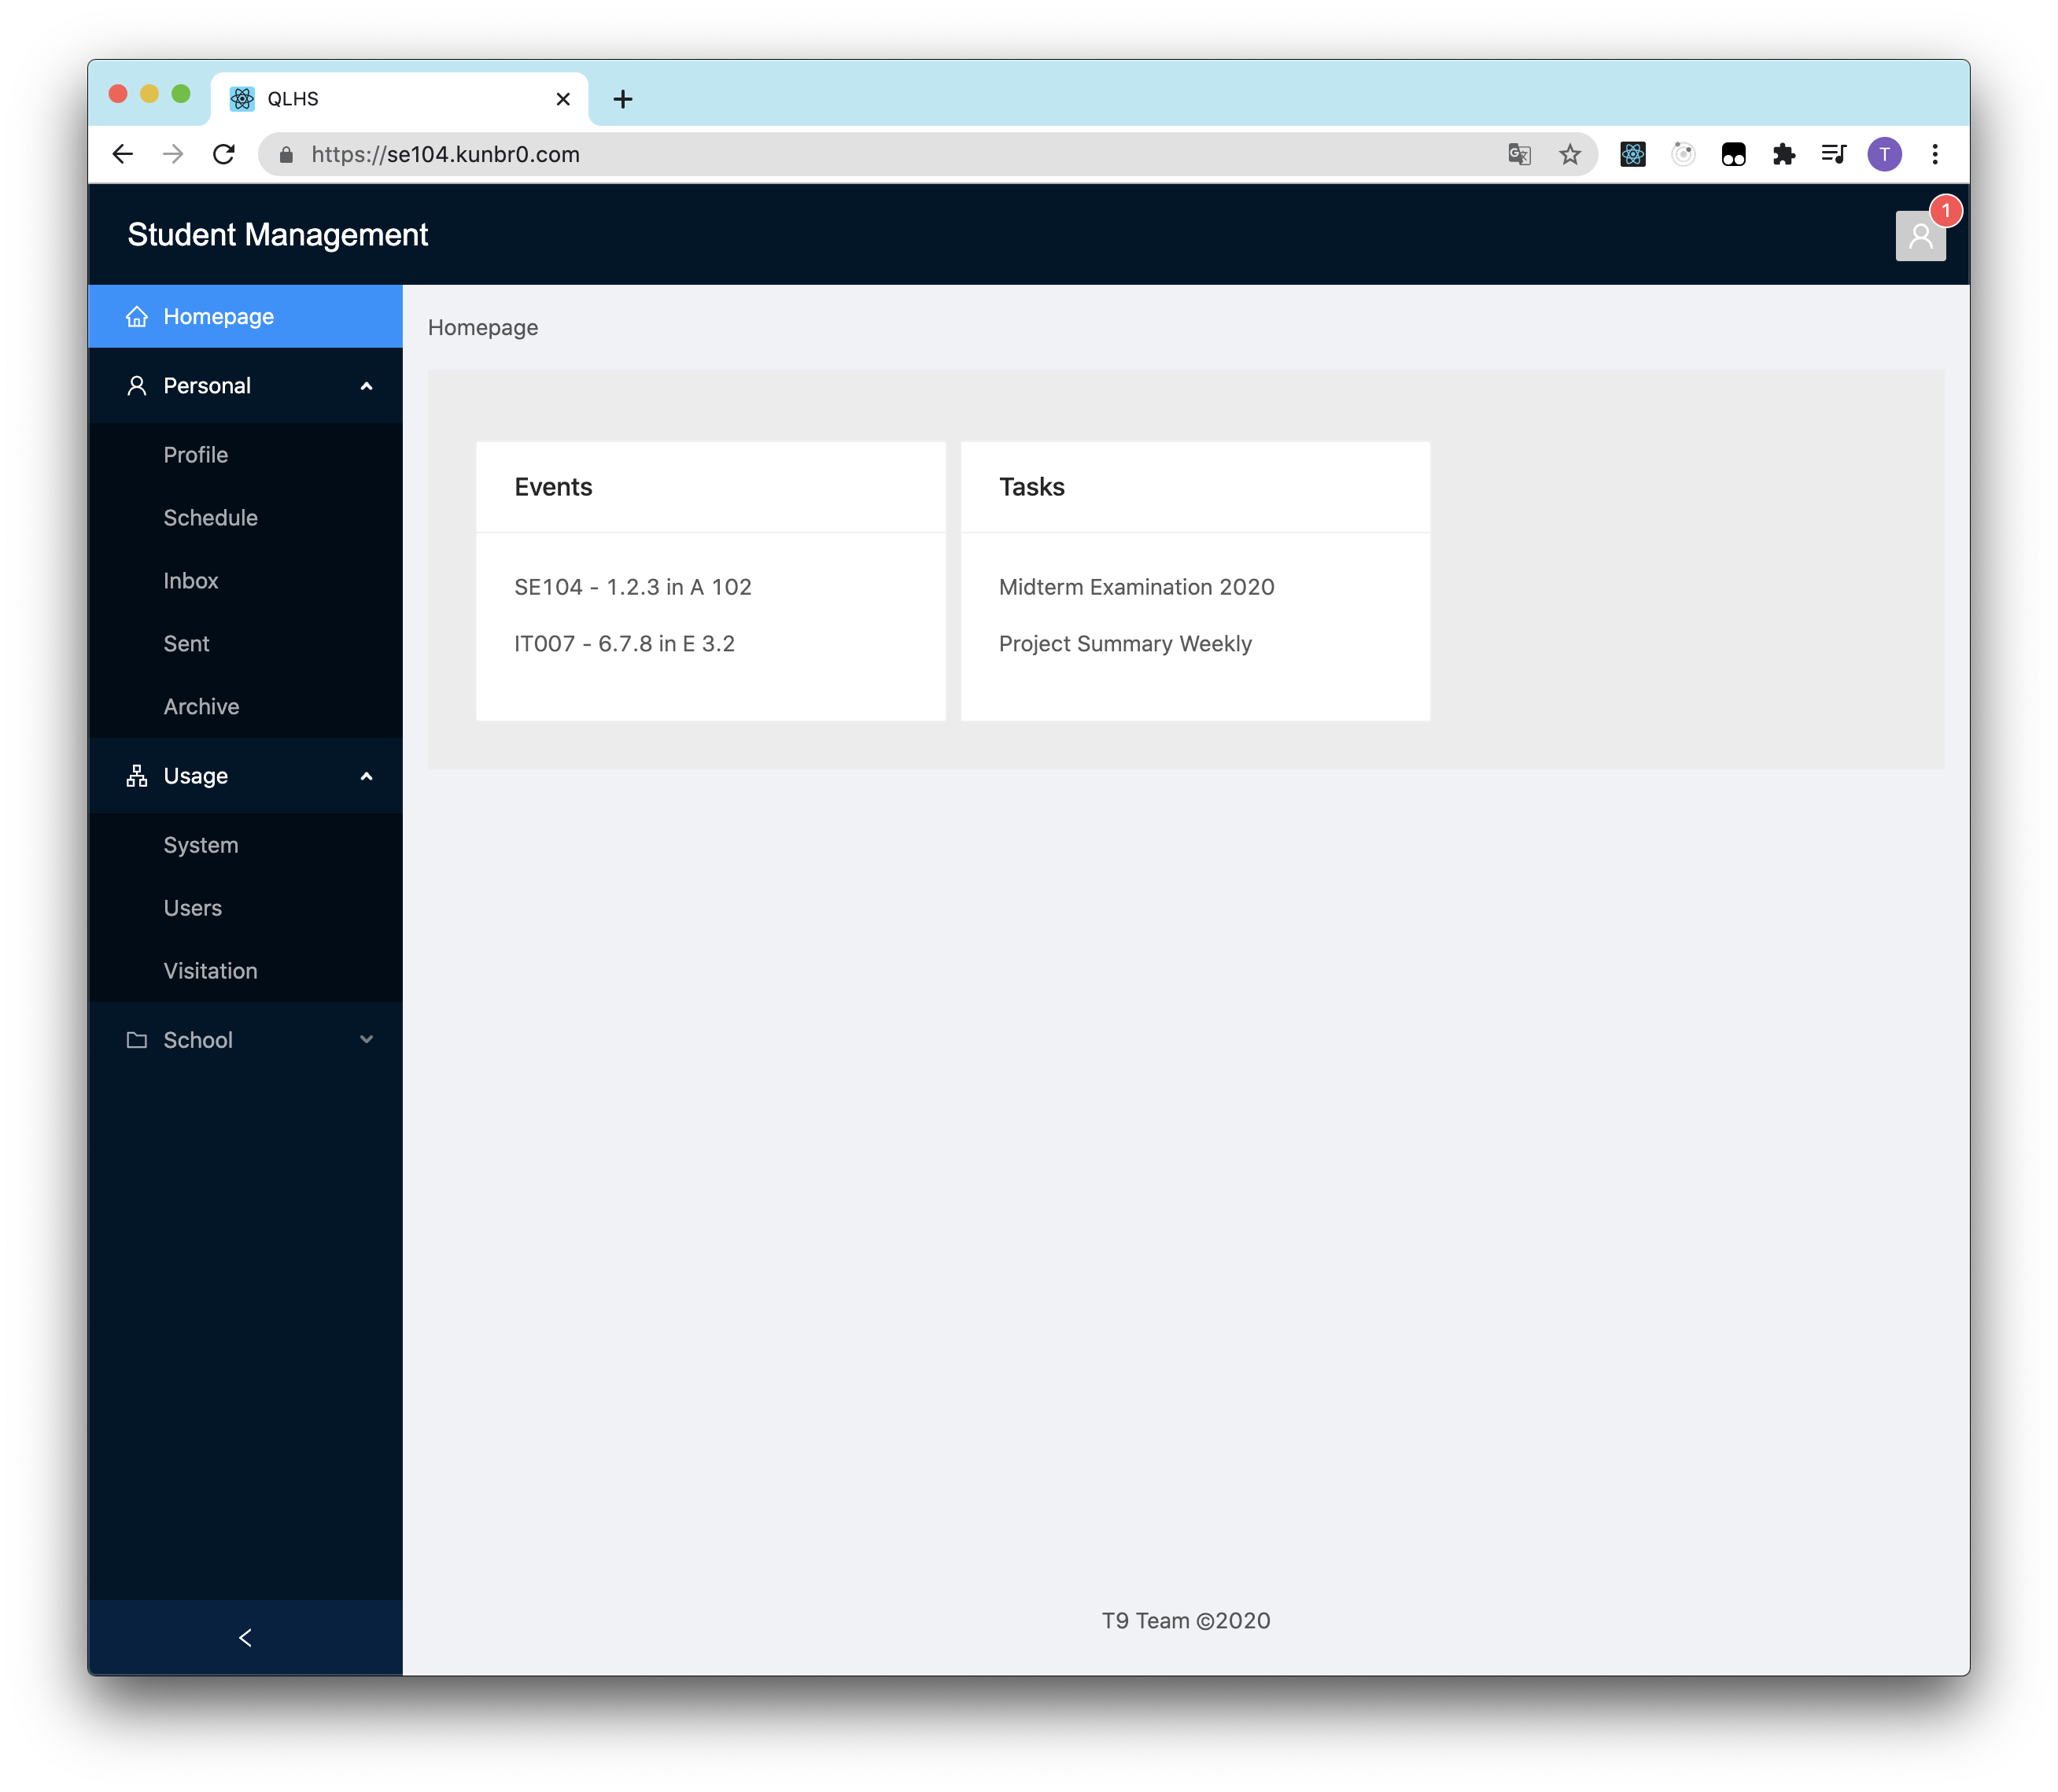 QLHS
https://se104.kunbr0.com
T
Student Management
1
Homepage
Personal
Profile
Schedule
Inbox
Sent
Archive
Usage
System
Users
Visitation
School
Homepage
Events
SE104 - 1.2.3 in A 102
IT007 - 6.7.8 in E 3.2
Tasks
Midterm Examination 2020
Project Summary Weekly
T9 Team ©2020